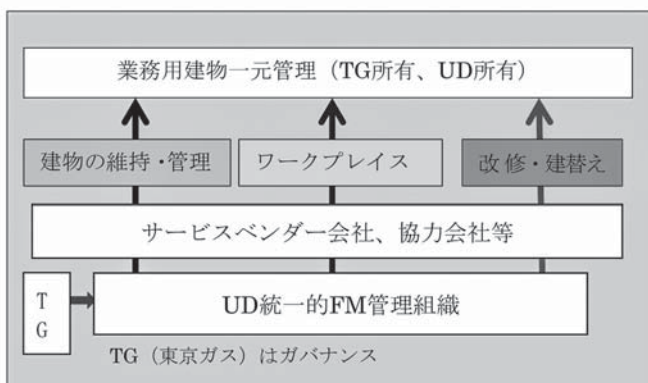 業務用建物一元管理（TG所有、UD所有）
建物の維持・管理
ワークプレイス
改修・建替え
サービスベンダー会社、協力会社等
TG
UD統一的FM管理組織
TG（東京ガス）はガバナンス